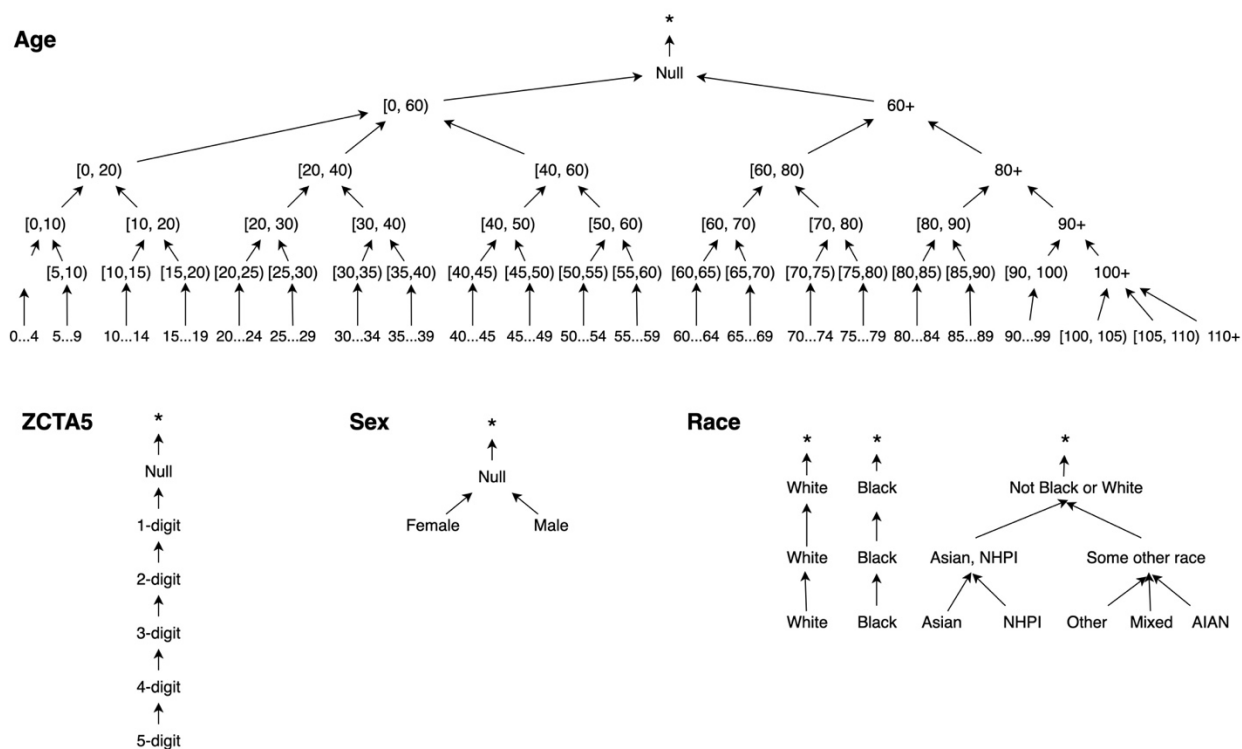 *
Age
Null
[0, 60) 60+
[0, 20) [20, 40) [40, 60) [60, 80) 80+
[0,10) [10, 20) [20, 30) [30, 40) [40, 50) [50, 60) [60, 70) [70, 80) [80, 90) 90+
[5,10) [10,15) [15,20) [20,25) [25,30) [30,35) [35,40) [40,45) [45,50) [50,55) [55,60) [60,65) [65,70) [70,75) [75,80) [80,85) [85,90) [90, 100) 100+
0...4 5...9 10...14 15...19 20...24 25...29 30...34 35...39 40...45 45...49 50...54 55...59 60...64 65...69 70...74 75...79 80...84 85...89 90...99 [100, 105) [105, 110) 110+
ZCTA5
*
Null
1-digit
2-digit
3-digit
4-digit
5-digit
Sex
*
Null
Female Male
Race
* * *
White Black Not Black or White
White Black Asian, NHPI Some other race
White Black Asian NHPI Other Mixed AIAN